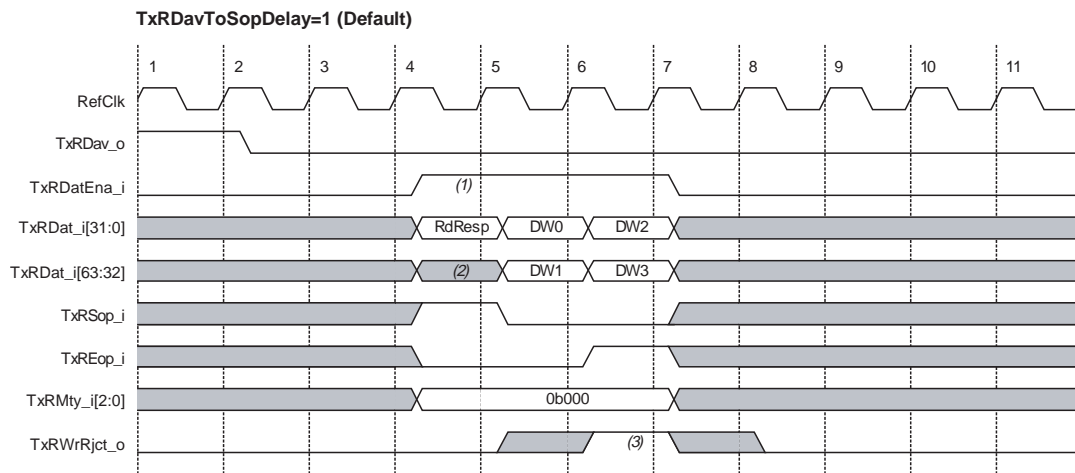 TxRDavToSopDelay=1 (Default)
1 2 3 4 5 6 7 8 9 10 11
RefClk
TxRDav_o
TxRDatEna_i (1)
TxRDat_i[31:0] RdResp DW0 DW2
TxRDat_i[63:32] (2) DW1 DW3
TxRSop_i
TxREop_i
TxRMty_i[2:0] 0b000
TxRWrRjct_o (3)